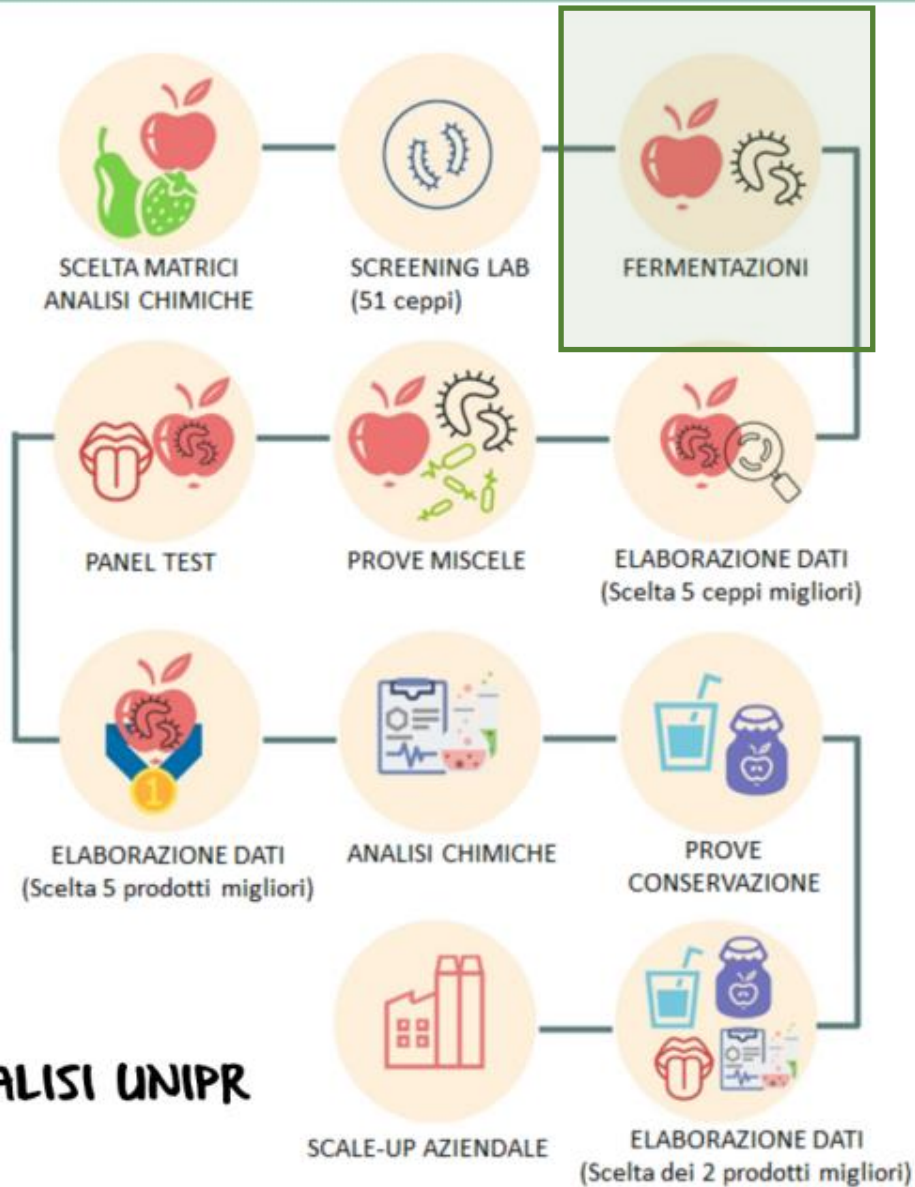 SCELTA MATRICI
ANALISI CHIMICHE
SCREENING LAB
(51 ceppi)
FERMENTAZIONI
PANEL TEST
PROVE MISCELE
ELABORAZIONE DATI
(Scelta 5 ceppi migliori)
ELABORAZIONE DATI
(Scelta 5 prodotti migliori)
1
ANALISI CHIMICHE
PROVE
CONSERVAZIONE
ALISI UNIPR
SCALE-UP AZIENDALE
ELABORAZIONE DATI
(Scelta dei 2 prodotti migliori)